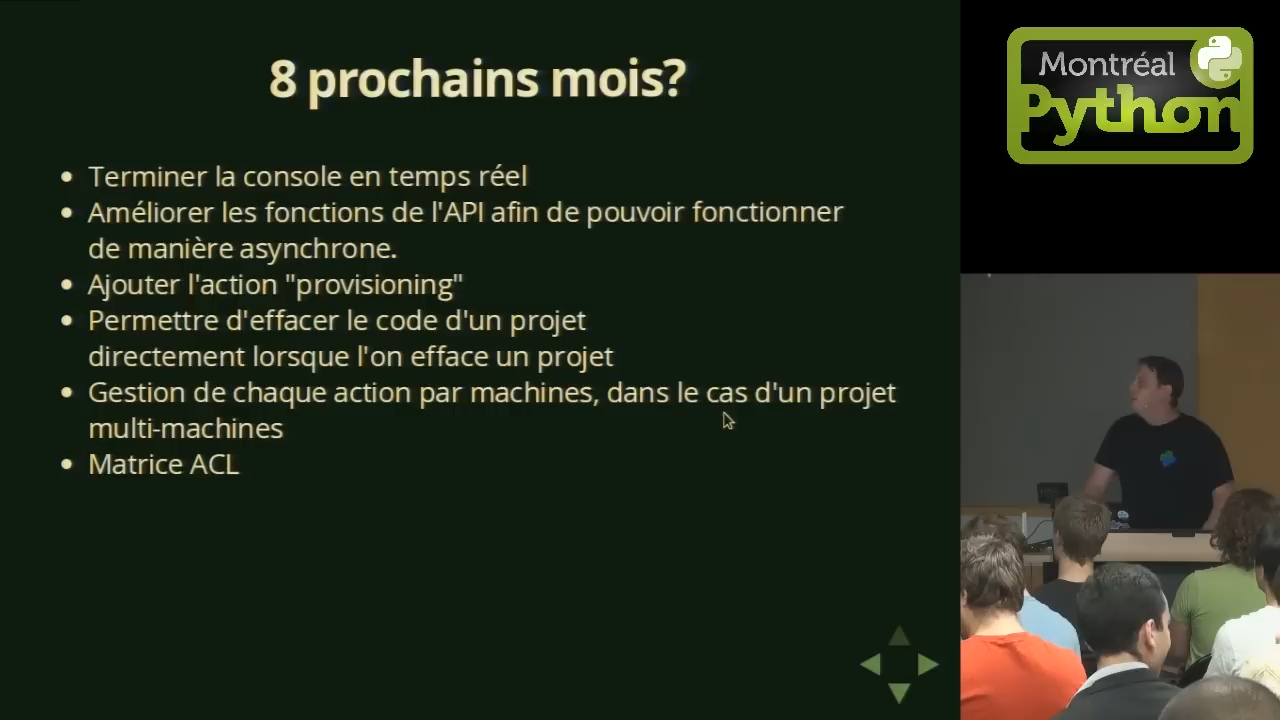 8 prochains mois?
Terminer la console en temps réel
Améliorer les fonctions de l'API afin de pouvoir fonctionner
de manière asynchrone.
Ajouter l'action "provisioning"
Permettre d'effacer le code d'un projet
directement lorsque l'on efface un projet
Gestion de chaque action par machines, dans le cas d'un projet
multi-machines
Matrice ACL
Montréal
Python